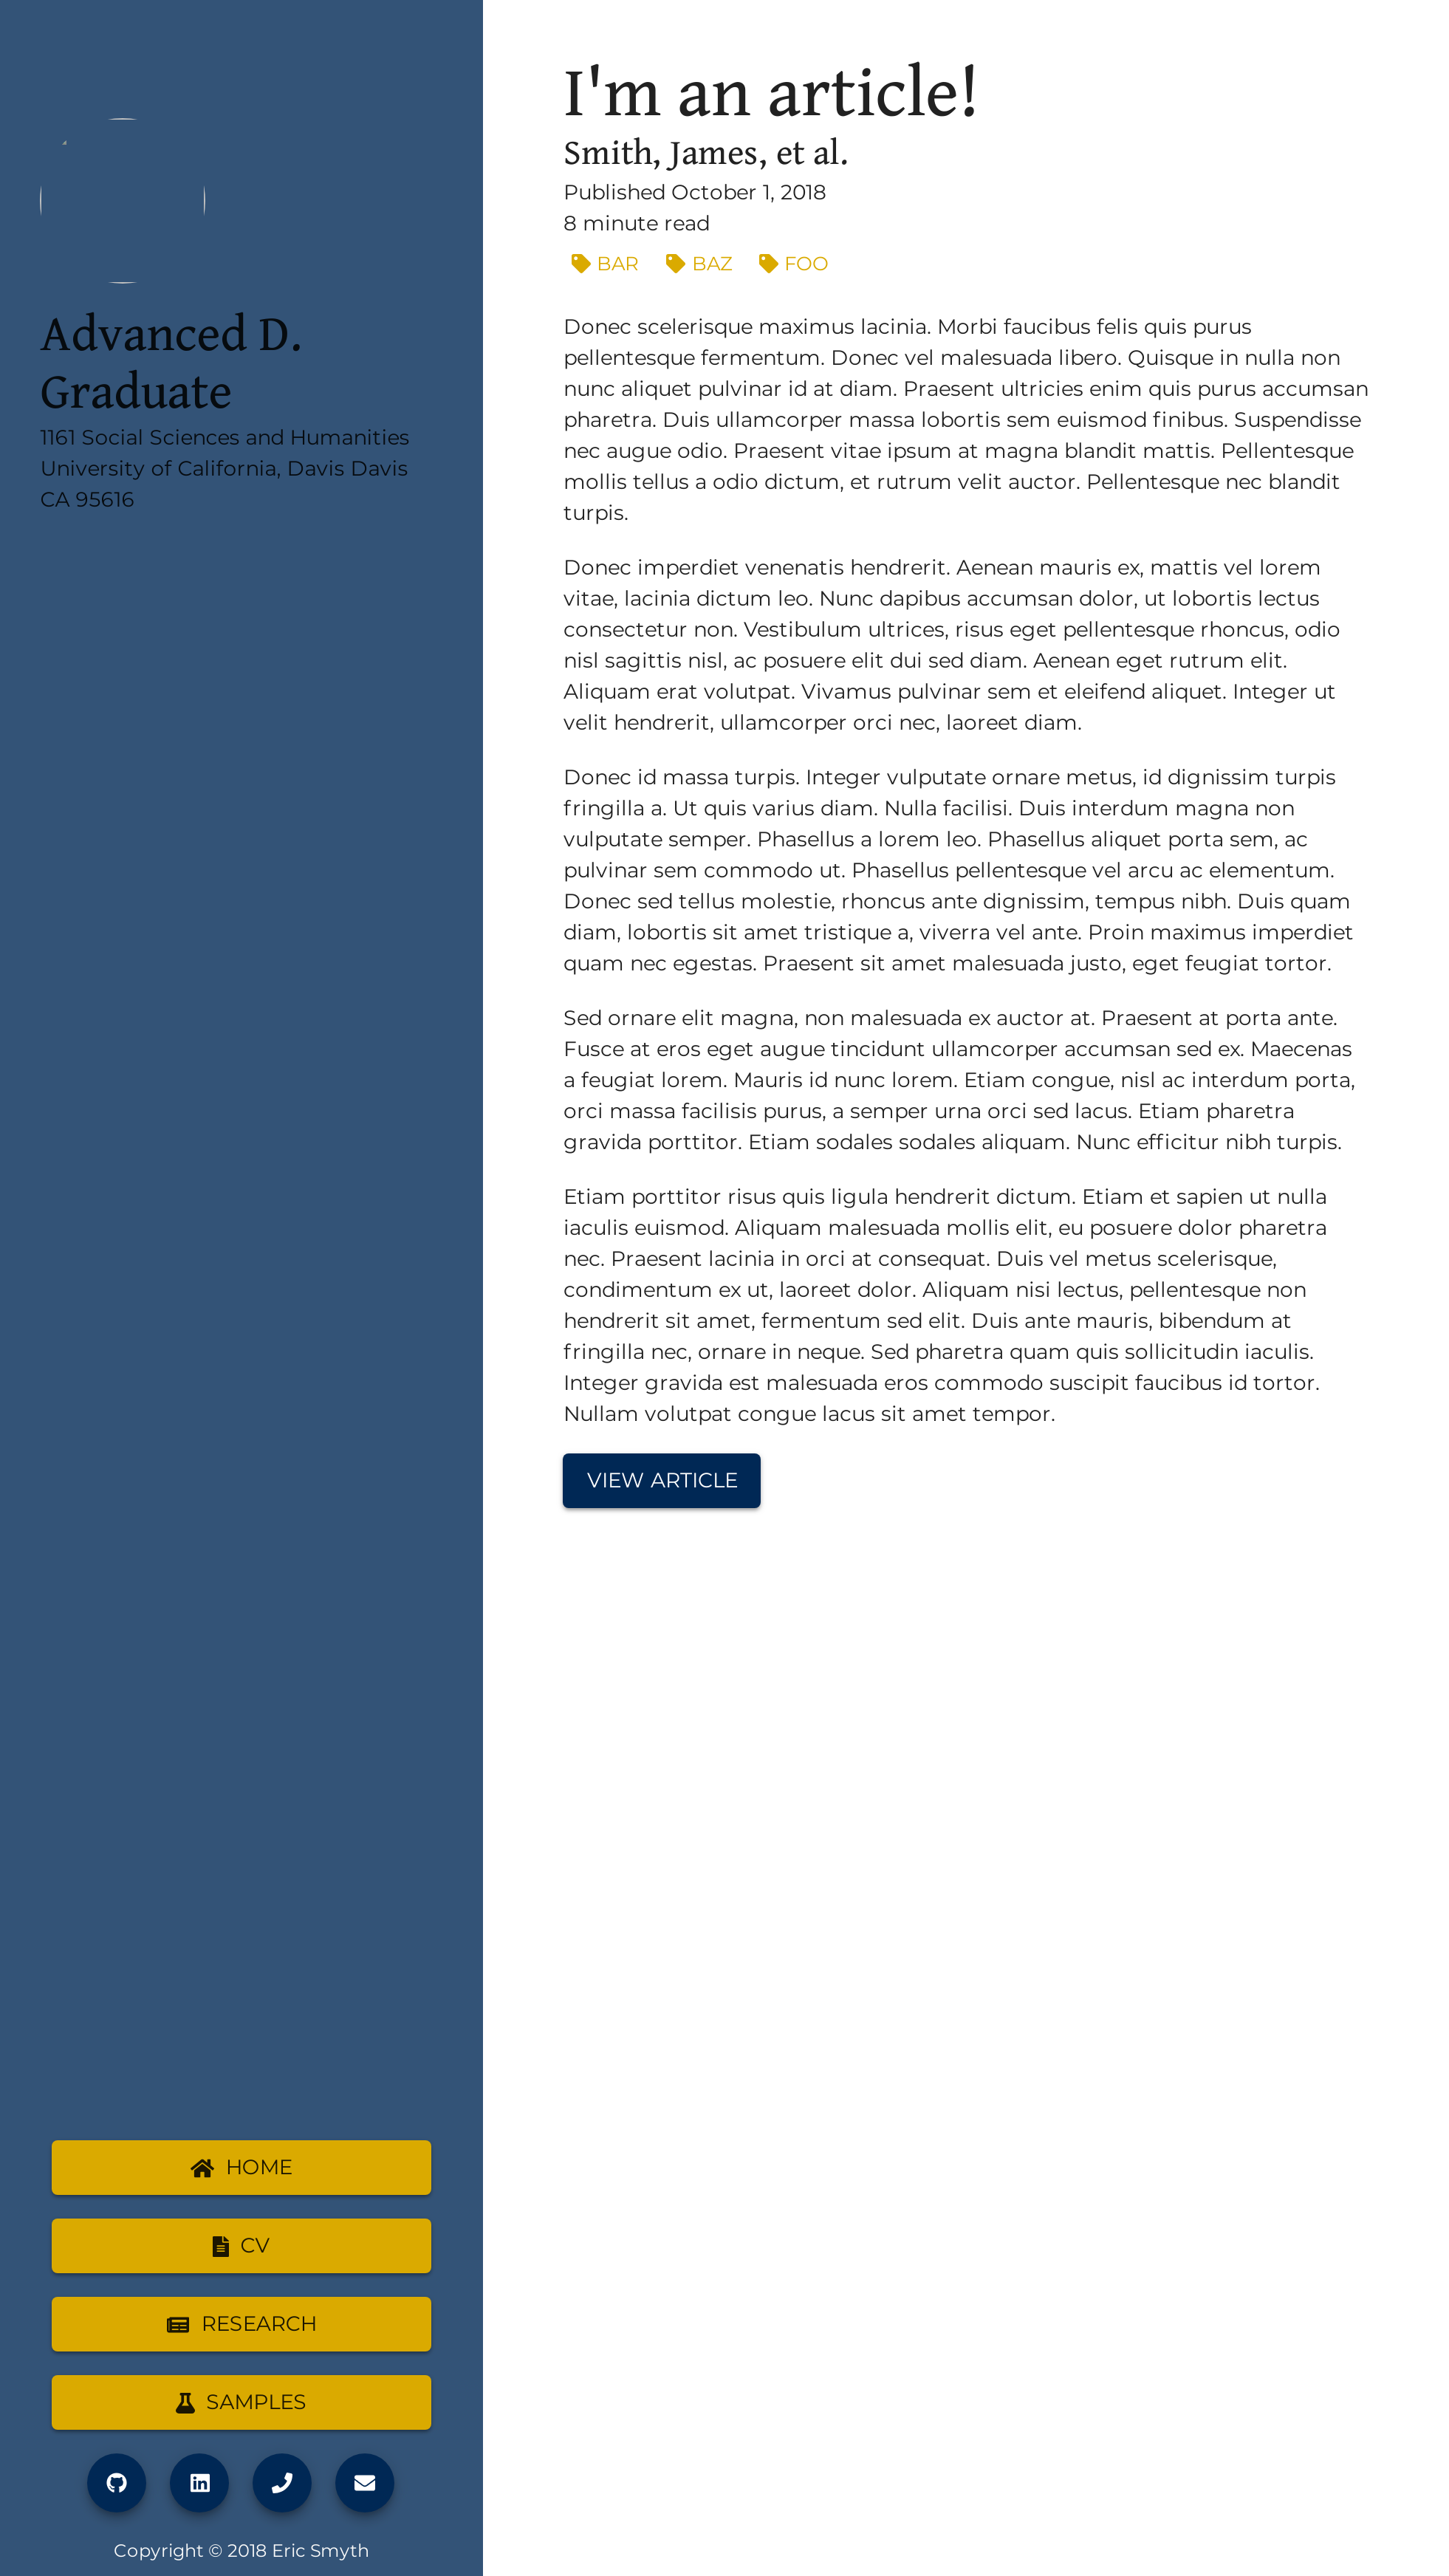 Advanced D.
Graduate
1161 Social Sciences and Humanities
University of California, Davis Davis
CA 95616
HOME
CV
RESEARCH
SAMPLES
Copyright © 2018 Eric Smyth
I'm an article!
Smith, James, et al.
Published October 1, 2018
8 minute read
BAR BAZ FOO
Donec scelerisque maximus lacinia. Morbi faucibus felis quis purus
pellentesque fermentum. Donec vel malesuada libero. Quisque in nulla non
nunc aliquet pulvinar id at diam. Praesent ultricies enim quis purus accumsan
pharetra. Duis ullamcorper massa lobortis sem euismod finibus. Suspendisse
nec augue odio. Praesent vitae ipsum at magna blandit mattis. Pellentesque
mollis tellus a odio dictum, et rutrum velit auctor. Pellentesque nec blandit
turpis.
Donec imperdiet venenatis hendrerit. Aenean mauris ex, mattis vel lorem
vitae, lacinia dictum leo. Nunc dapibus accumsan dolor, ut lobortis lectus
consectetur non. Vestibulum ultrices, risus eget pellentesque rhoncus, odio
nisl sagittis nisl, ac posuere elit dui sed diam. Aenean eget rutrum elit.
Aliquam erat volutpat. Vivamus pulvinar sem et eleifend aliquet. Integer ut
velit hendrerit, ullamcorper orci nec, laoreet diam.
Donec id massa turpis. Integer vulputate ornare metus, id dignissim turpis
fringilla a. Ut quis varius diam. Nulla facilisi. Duis interdum magna non
vulputate semper. Phasellus a lorem leo. Phasellus aliquet porta sem, ac
pulvinar sem commodo ut. Phasellus pellentesque vel arcu ac elementum.
Donec sed tellus molestie, rhoncus ante dignissim, tempus nibh. Duis quam
diam, lobortis sit amet tristique a, viverra vel ante. Proin maximus imperdiet
quam nec egestas. Praesent sit amet malesuada justo, eget feugiat tortor.
Sed ornare elit magna, non malesuada ex auctor at. Praesent at porta ante.
Fusce at eros eget augue tincidunt ullamcorper accumsan sed ex. Maecenas
a feugiat lorem. Mauris id nunc lorem. Etiam congue, nisl ac interdum porta,
orci massa facilisis purus, a semper urna orci sed lacus. Etiam pharetra
gravida porttitor. Etiam sodales sodales aliquam. Nunc efficitur nibh turpis.
Etiam porttitor risus quis ligula hendrerit dictum. Etiam et sapien ut nulla
iaculis euismod. Aliquam malesuada mollis elit, eu posuere dolor pharetra
nec. Praesent lacinia in orci at consequat. Duis vel metus scelerisque,
condimentum ex ut, laoreet dolor. Aliquam nisi lectus, pellentesque non
hendrerit sit amet, fermentum sed elit. Duis ante mauris, bibendum at
fringilla nec, ornare in neque. Sed pharetra quam quis sollicitudin iaculis.
Integer gravida est malesuada eros commodo suscipit faucibus id tortor.
Nullam volutpat congue lacus sit amet tempor.
VIEW ARTICLE